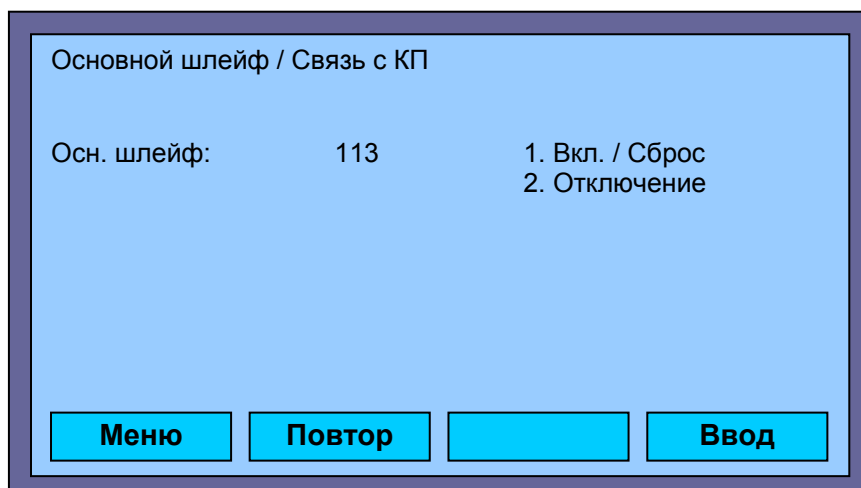 Основной шлейф / Связь с КП
Осн. шлейф: 113 1. Вкл. / Сброс
2. Отключение
Меню Повтор Ввод